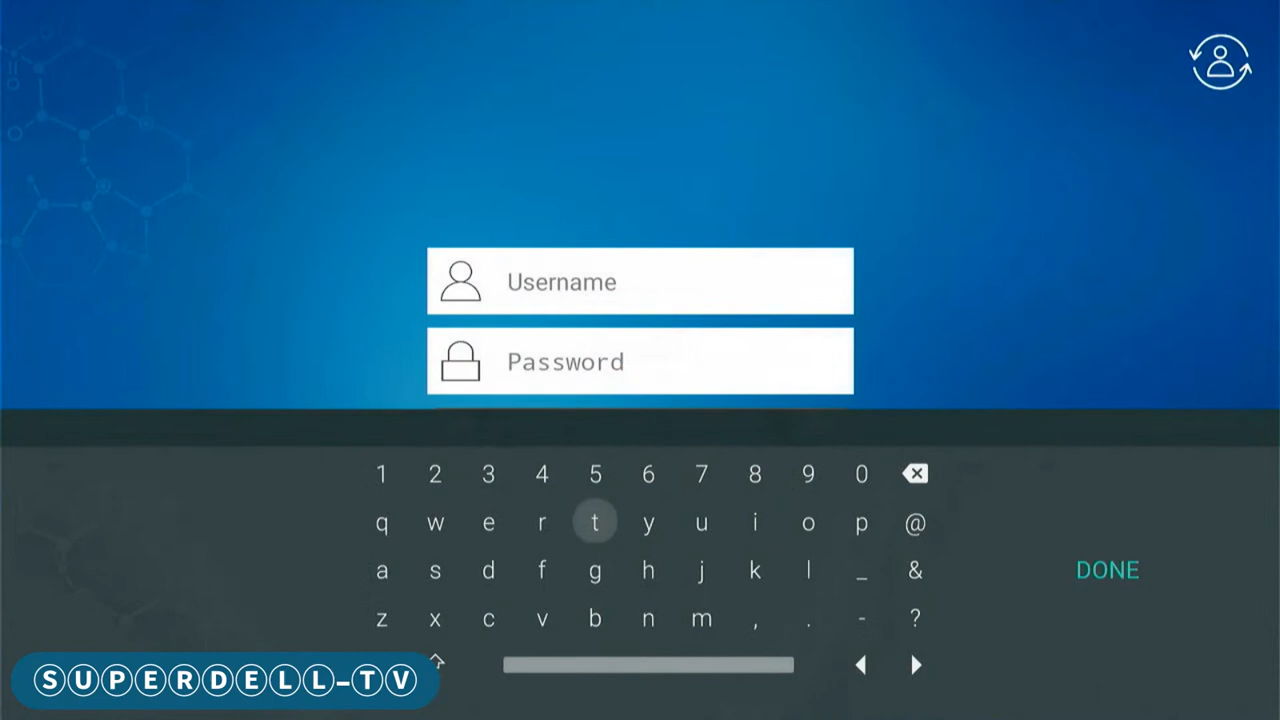 Username
Password
1 2 3 4 5 6 7 8 9 0
q w e r t y u i o p @
a s d f g h j k l _ &
DONE
z x c v b n m , . - ?
SUPERDELL-TV